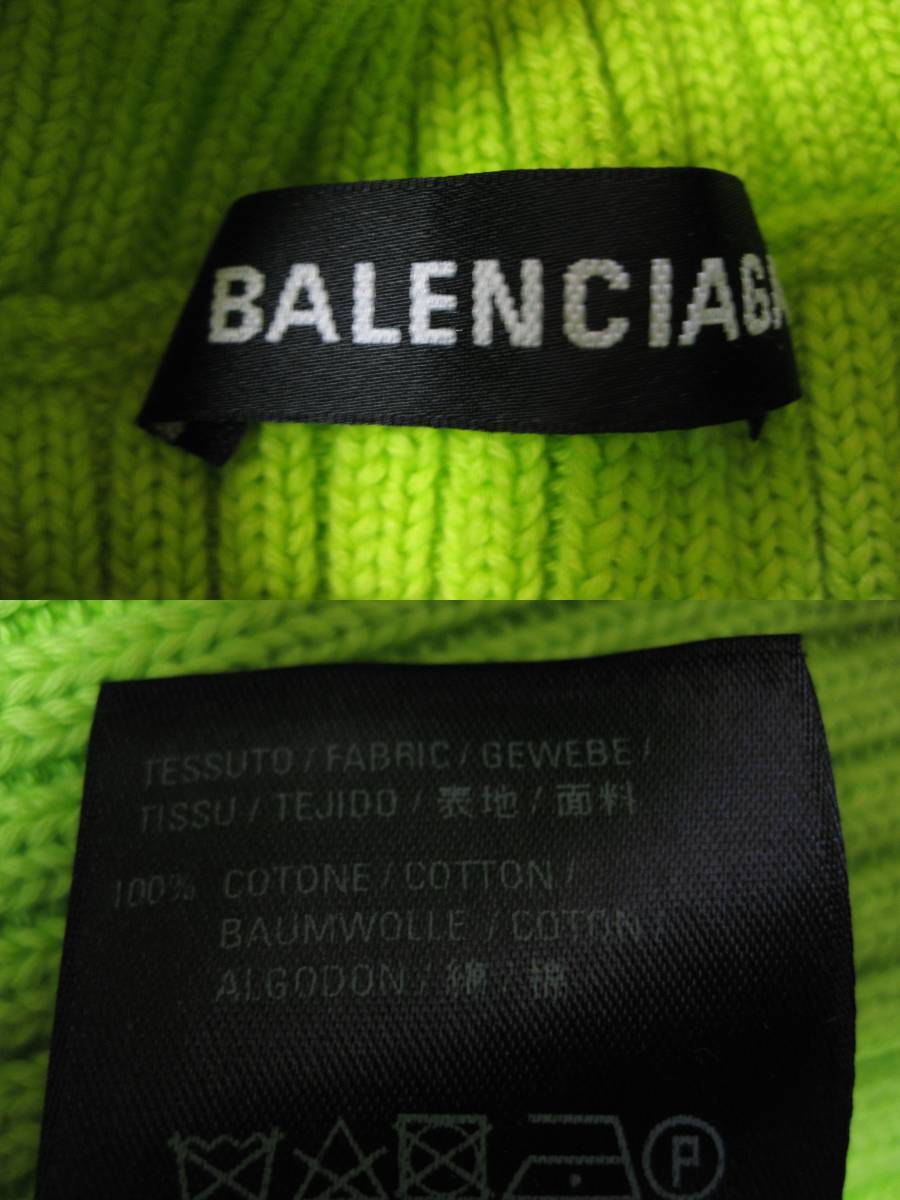 BALENCIAGA
TESSUTO / FABRIC / GEWEBE /
TISSU / TEJIDO / 表地 / 面料
100% COTONE / COTTON /
BAUMWOLLE / COTON /
ALGODON / 綿 / 棉
P